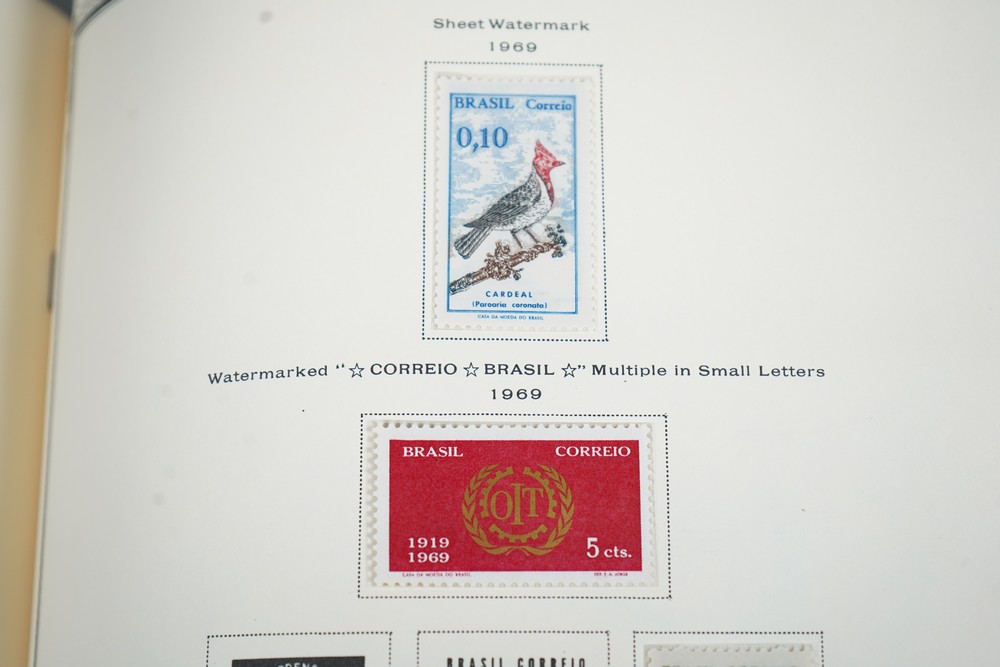 Sheet Watermark
1969
BRASIL Correio
0,10
CARDEAL
(Paroaria coronata)
CASA DA MOEDA DO BRASIL
Watermarked "☆ CORREIO ☆ BRASIL ☆" Multiple in Small Letters
1969
BRASIL CORREIO
OIT
1919
1969
5 cts.
CASA DA MOEDA DO BRASIL
BRASIL CORREIO